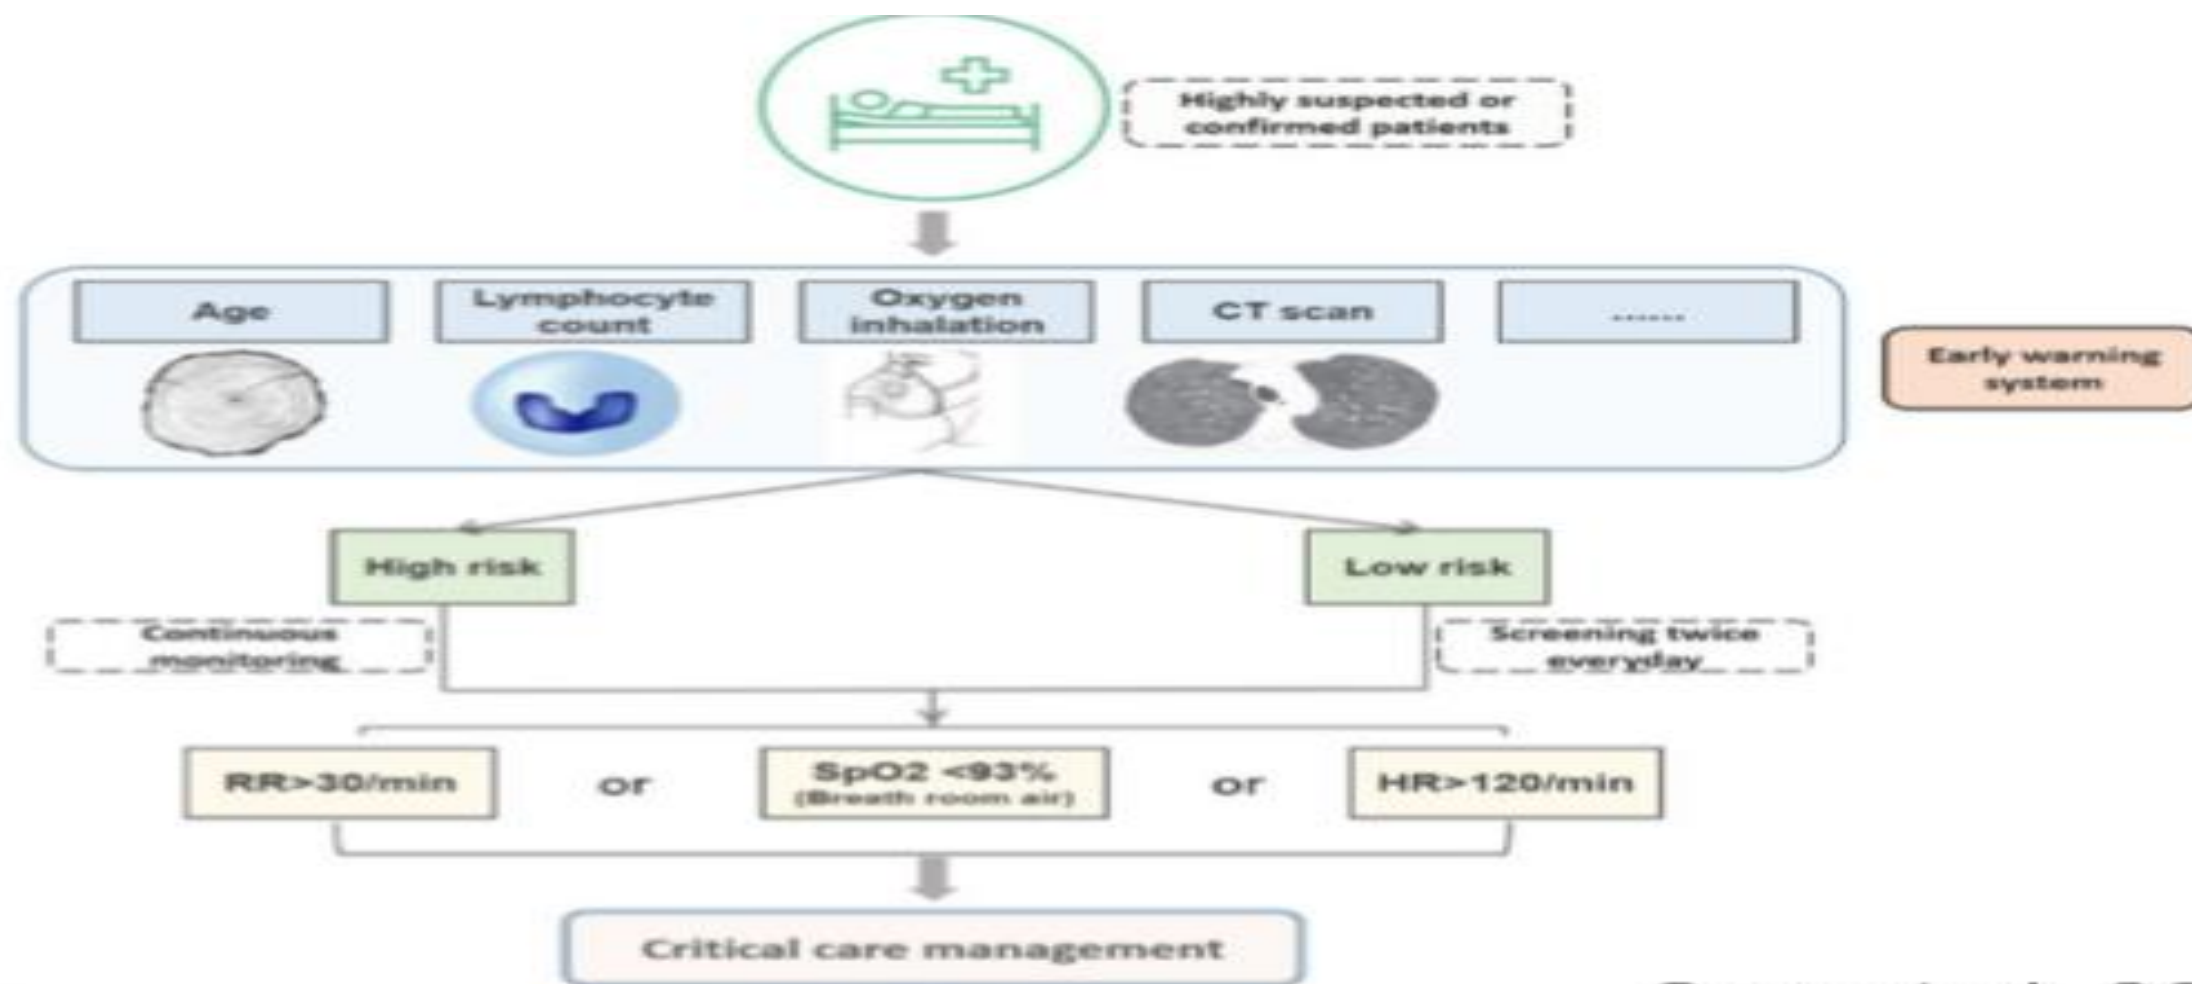 Highly suspected or
confirmed patients
Age
Lymphocyte
count
Oxygen
inhalation
CT scan
......
Early warning
system
High risk
Low risk
Continuous
monitoring
Screening twice
everyday
RR>30/min
or
SpO2 <93%
(Breath room air)
or
HR>120/min
Critical care management